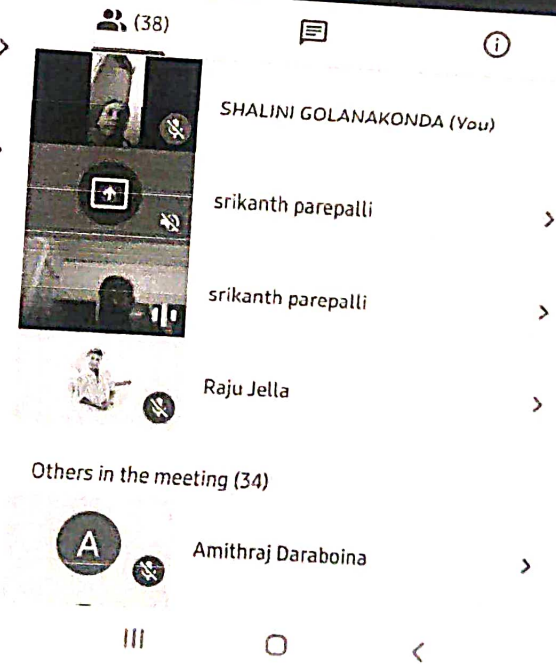 (38)
SHALINI GOLANAKONDA (You)
srikanth parepalli
srikanth parepalli
Raju Jella
Others in the meeting (34)
A
Amithraj Daraboina